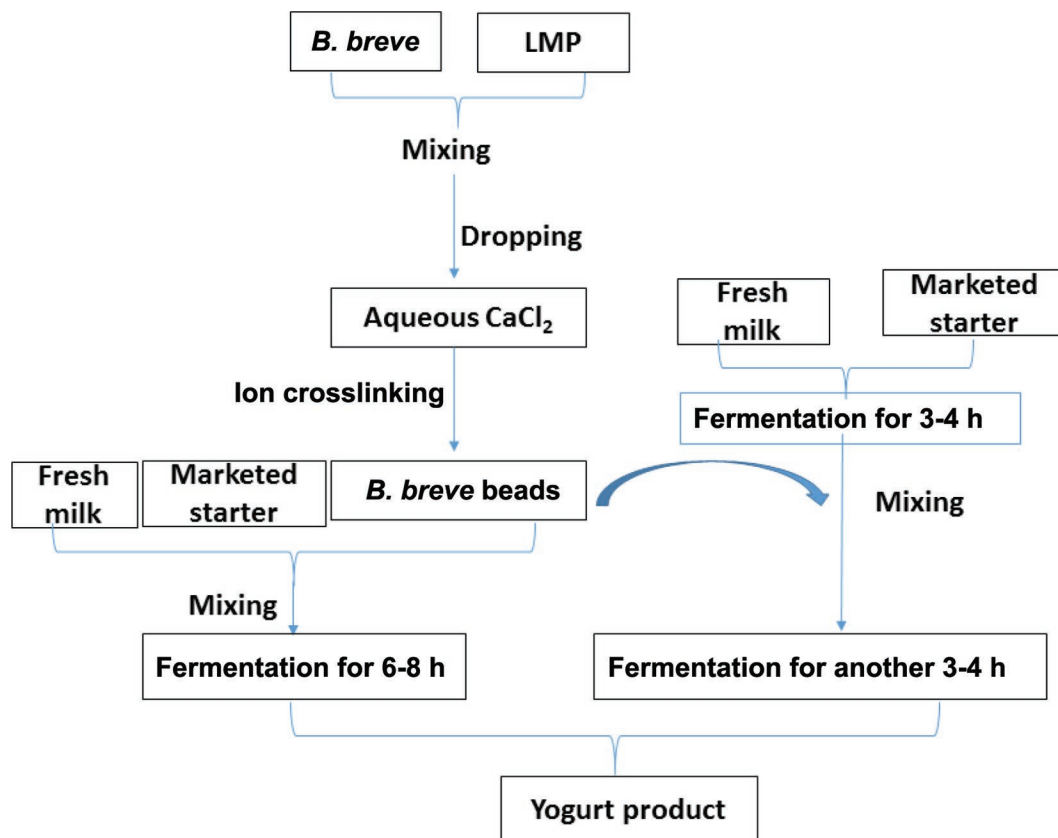 B. breve
LMP
Mixing
Dropping
Aqueous CaCl₂
Ion crosslinking
Fresh
milk
Marketed
starter
Fermentation for 3-4 h
Fresh
milk
Marketed
starter
B. breve beads
Mixing
Mixing
Fermentation for 6-8 h
Fermentation for another 3-4 h
Yogurt product